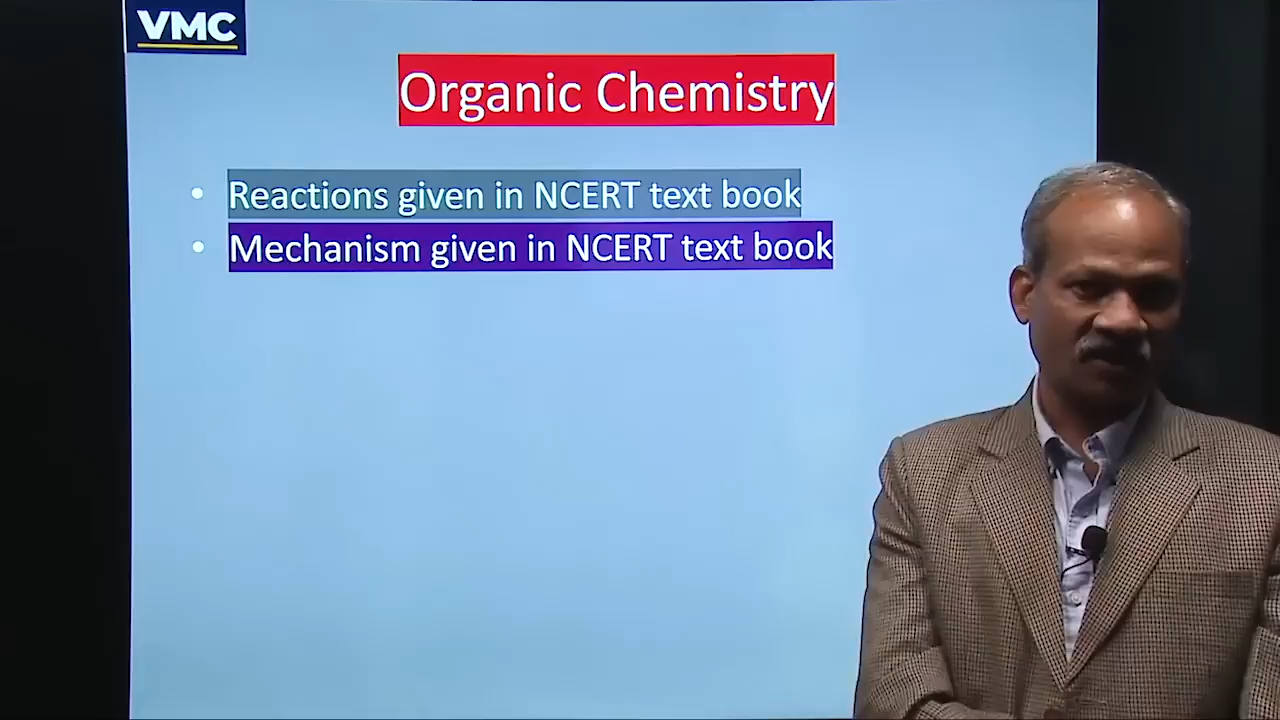 VMC
Organic Chemistry
• Reactions given in NCERT text book
• Mechanism given in NCERT text book